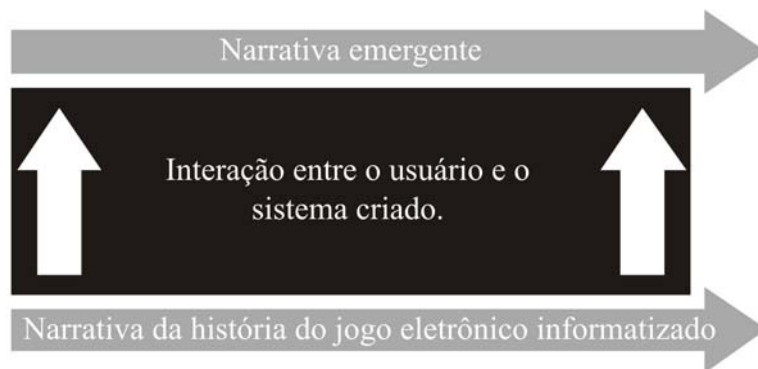 Narrativa emergente
Interação entre o usuário e o
sistema criado.
Narrativa da história do jogo eletrônico informatizado